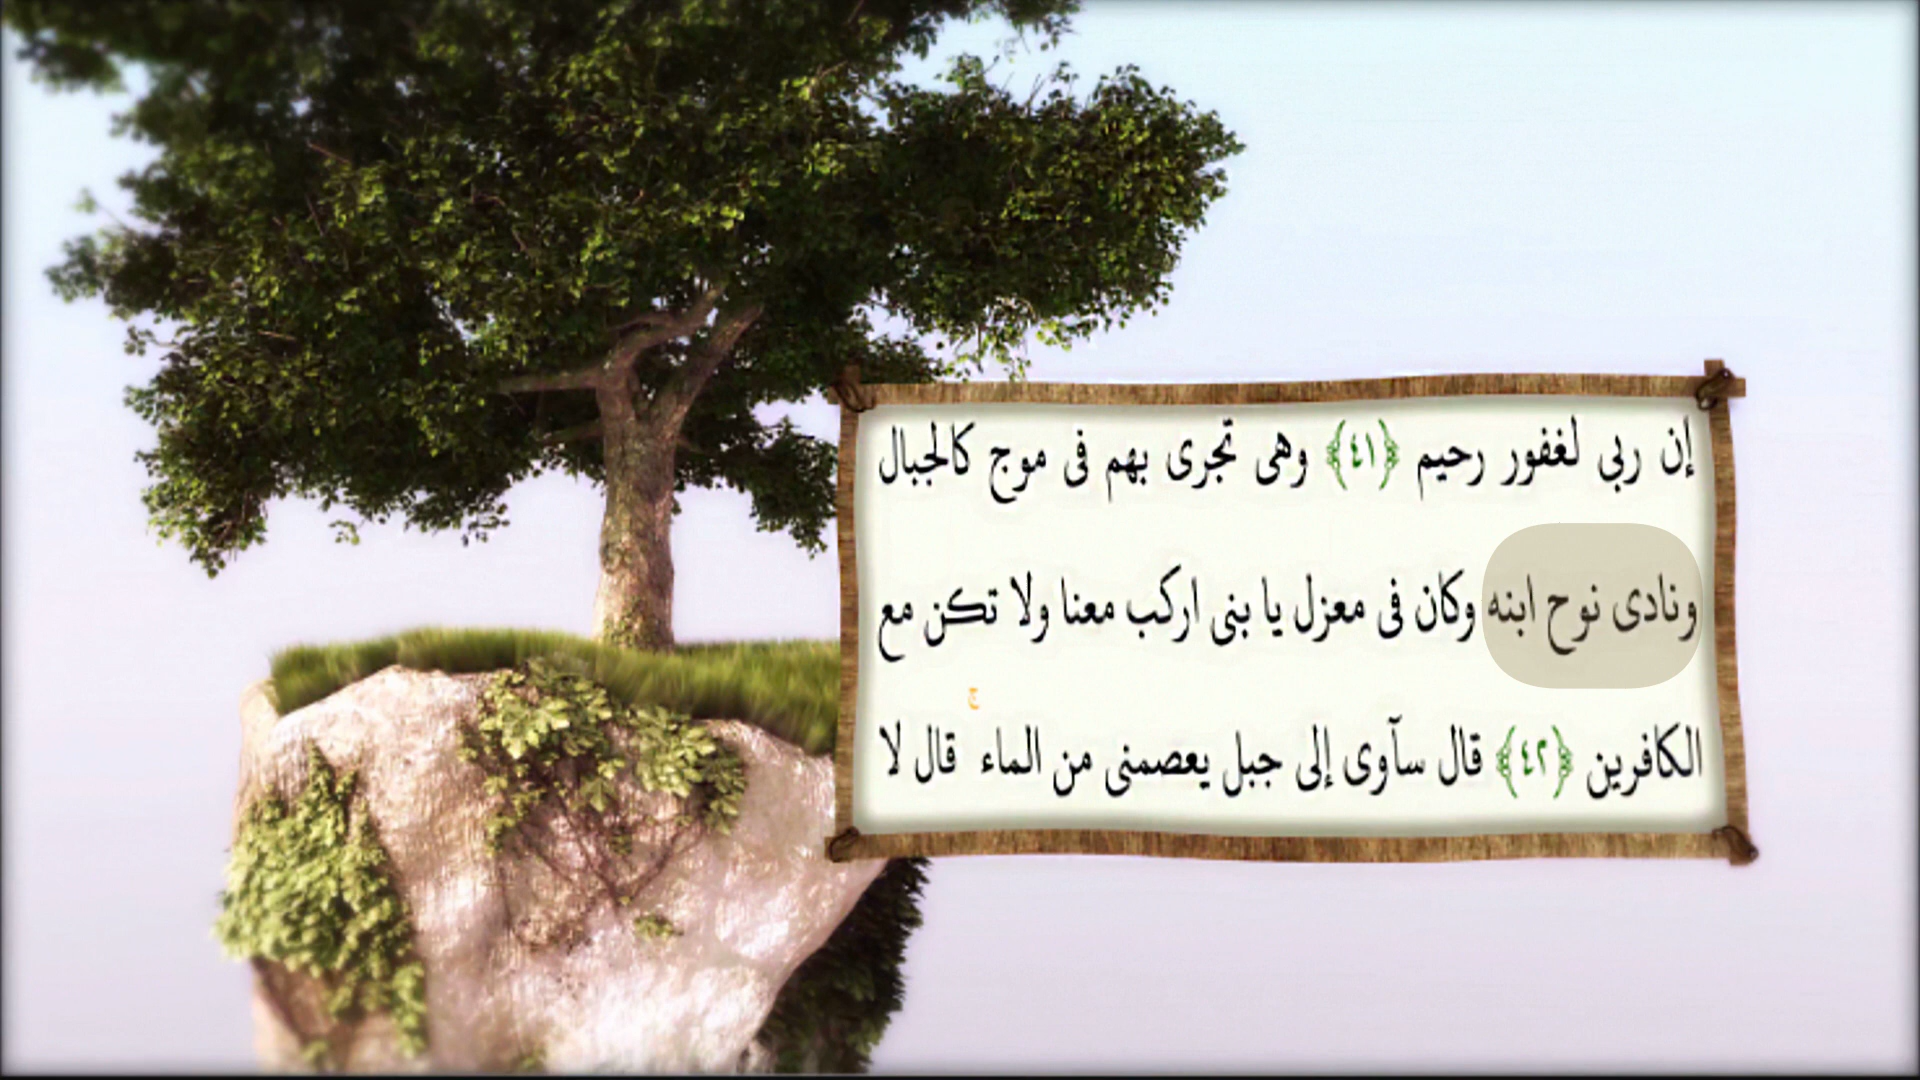 إن ربى لغفور رحيم ﴿٤١﴾ وهى تجرى بهم فى موج كالجبال
ونادى نوح ابنه وكان فى معزل يا بنى اركب معنا ولا تكن مع
الكافرين ﴿٤٢﴾ قال سآوى إلى جبل يعصمنى من الماء ۚ قال لا